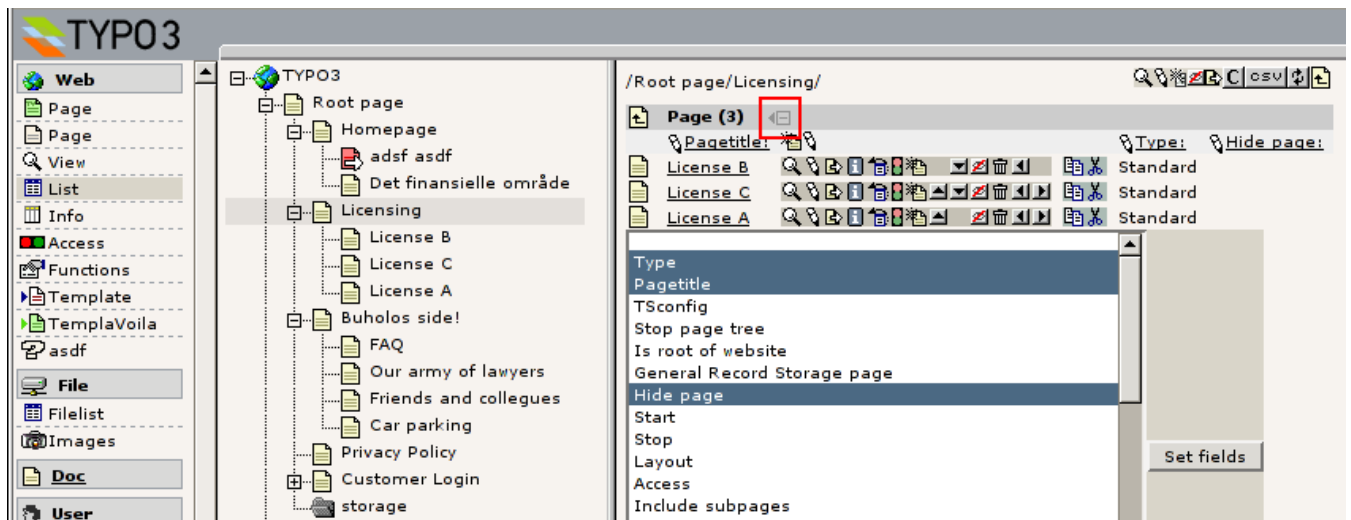 TYPO3
Web
Page
Page
View
List
Info
Access
Functions
Template
TemplaVoila
asdf
File
Filelist
Images
Doc
User
TYPO3
Root page
Homepage
adsf asdf
Det finansielle område
Licensing
License B
License C
License A
Buholos side!
FAQ
Our army of lawyers
Friends and collegues
Car parking
Privacy Policy
Customer Login
storage
/Root page/Licensing/ C csv
Page (3)
Pagetitle: Type: Hide page:
License B Standard
License C Standard
License A Standard
Type
Pagetitle
TSconfig
Stop page tree
Is root of website
General Record Storage page
Hide page
Start
Stop
Layout
Access
Include subpages
Set fields